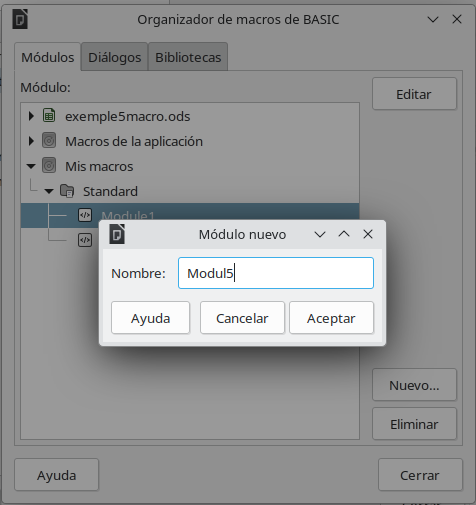 Organizador de macros de BASIC
Módulos
Diálogos
Bibliotecas
Módulo:
Editar
exemple5macro.ods
Macros de la aplicación
Mis macros
Standard
Module1
Módulo nuevo
Nombre:
Modul5
Ayuda
Cancelar
Aceptar
Nuevo...
Eliminar
Ayuda
Cerrar